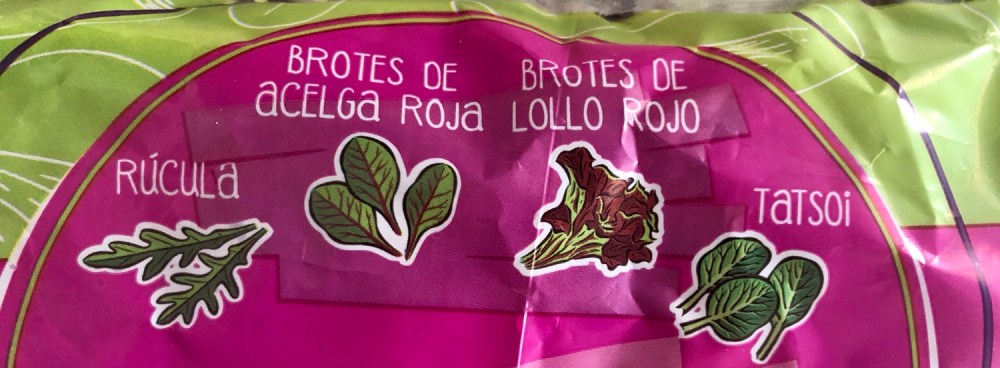 BROTES DE
ACELGA ROJA
BROTES DE
LOLLO ROJO
RÚCULA
TATSOI